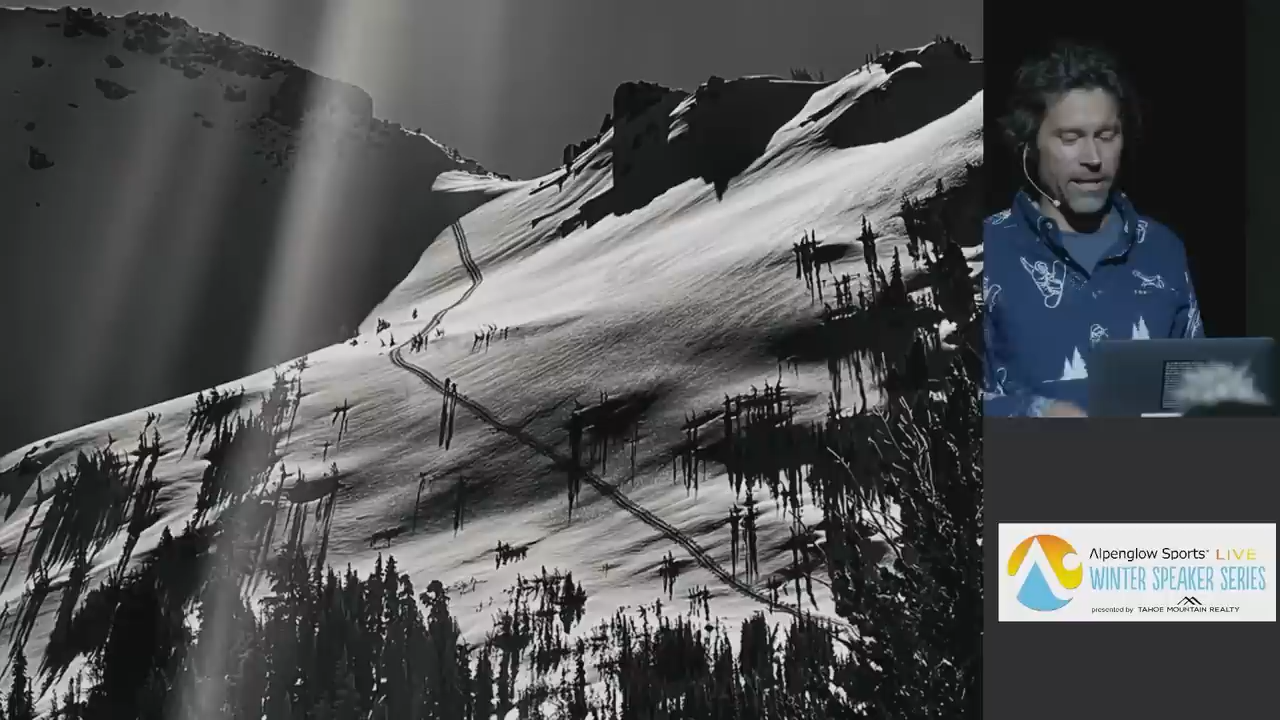 Alpenglow Sports LIVE
WINTER SPEAKER SERIES
presented by TAHOE MOUNTAIN REALTY